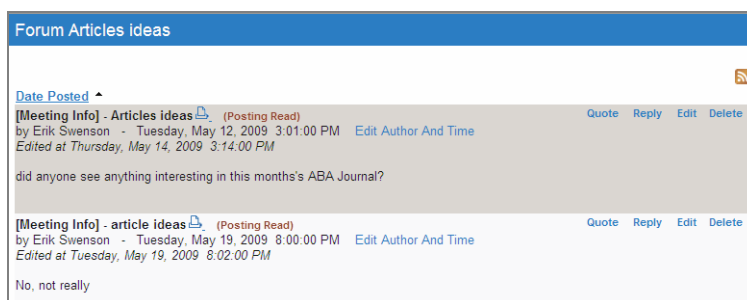 Forum Articles ideas
Date Posted
[Meeting Info] - Articles ideas (Posting Read) Quote Reply Edit Delete
by Erik Swenson - Tuesday, May 12, 2009 3:01:00 PM Edit Author And Time
Edited at Thursday, May 14, 2009 3:14:00 PM
did anyone see anything interesting in this months's ABA Journal?
[Meeting Info] - article ideas (Posting Read) Quote Reply Edit Delete
by Erik Swenson - Tuesday, May 19, 2009 8:00:00 PM Edit Author And Time
Edited at Tuesday, May 19, 2009 8:02:00 PM
No, not really